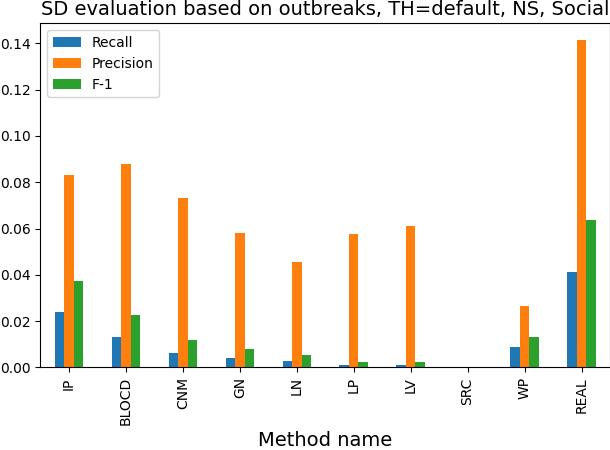 SD evaluation based on outbreaks, TH=default, NS, Social
Recall
Precision
F-1
0.14
0.12
0.10
0.08
0.06
0.04
0.02
0.00
IP
BLOCD
CNM
GN
LN
LP
LV
SRC
WP
REAL
Method name